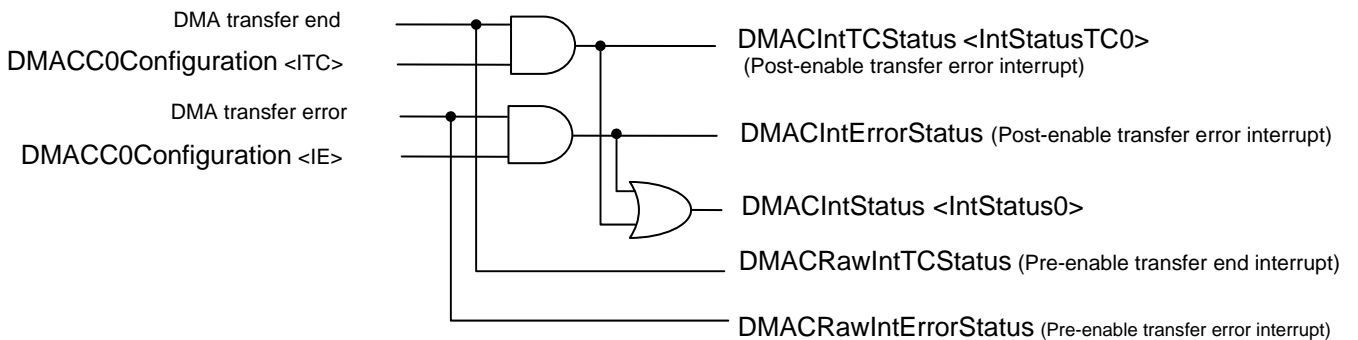 DMA transfer end
DMACC0Configuration <ITC>
DMA transfer error
DMACC0Configuration <IE>
DMACIntTCStatus <IntStatusTC0>
(Post-enable transfer error interrupt)
DMACIntErrorStatus (Post-enable transfer error interrupt)
DMACIntStatus <IntStatus0>
DMACRawIntTCStatus (Pre-enable transfer end interrupt)
DMACRawIntErrorStatus (Pre-enable transfer error interrupt)